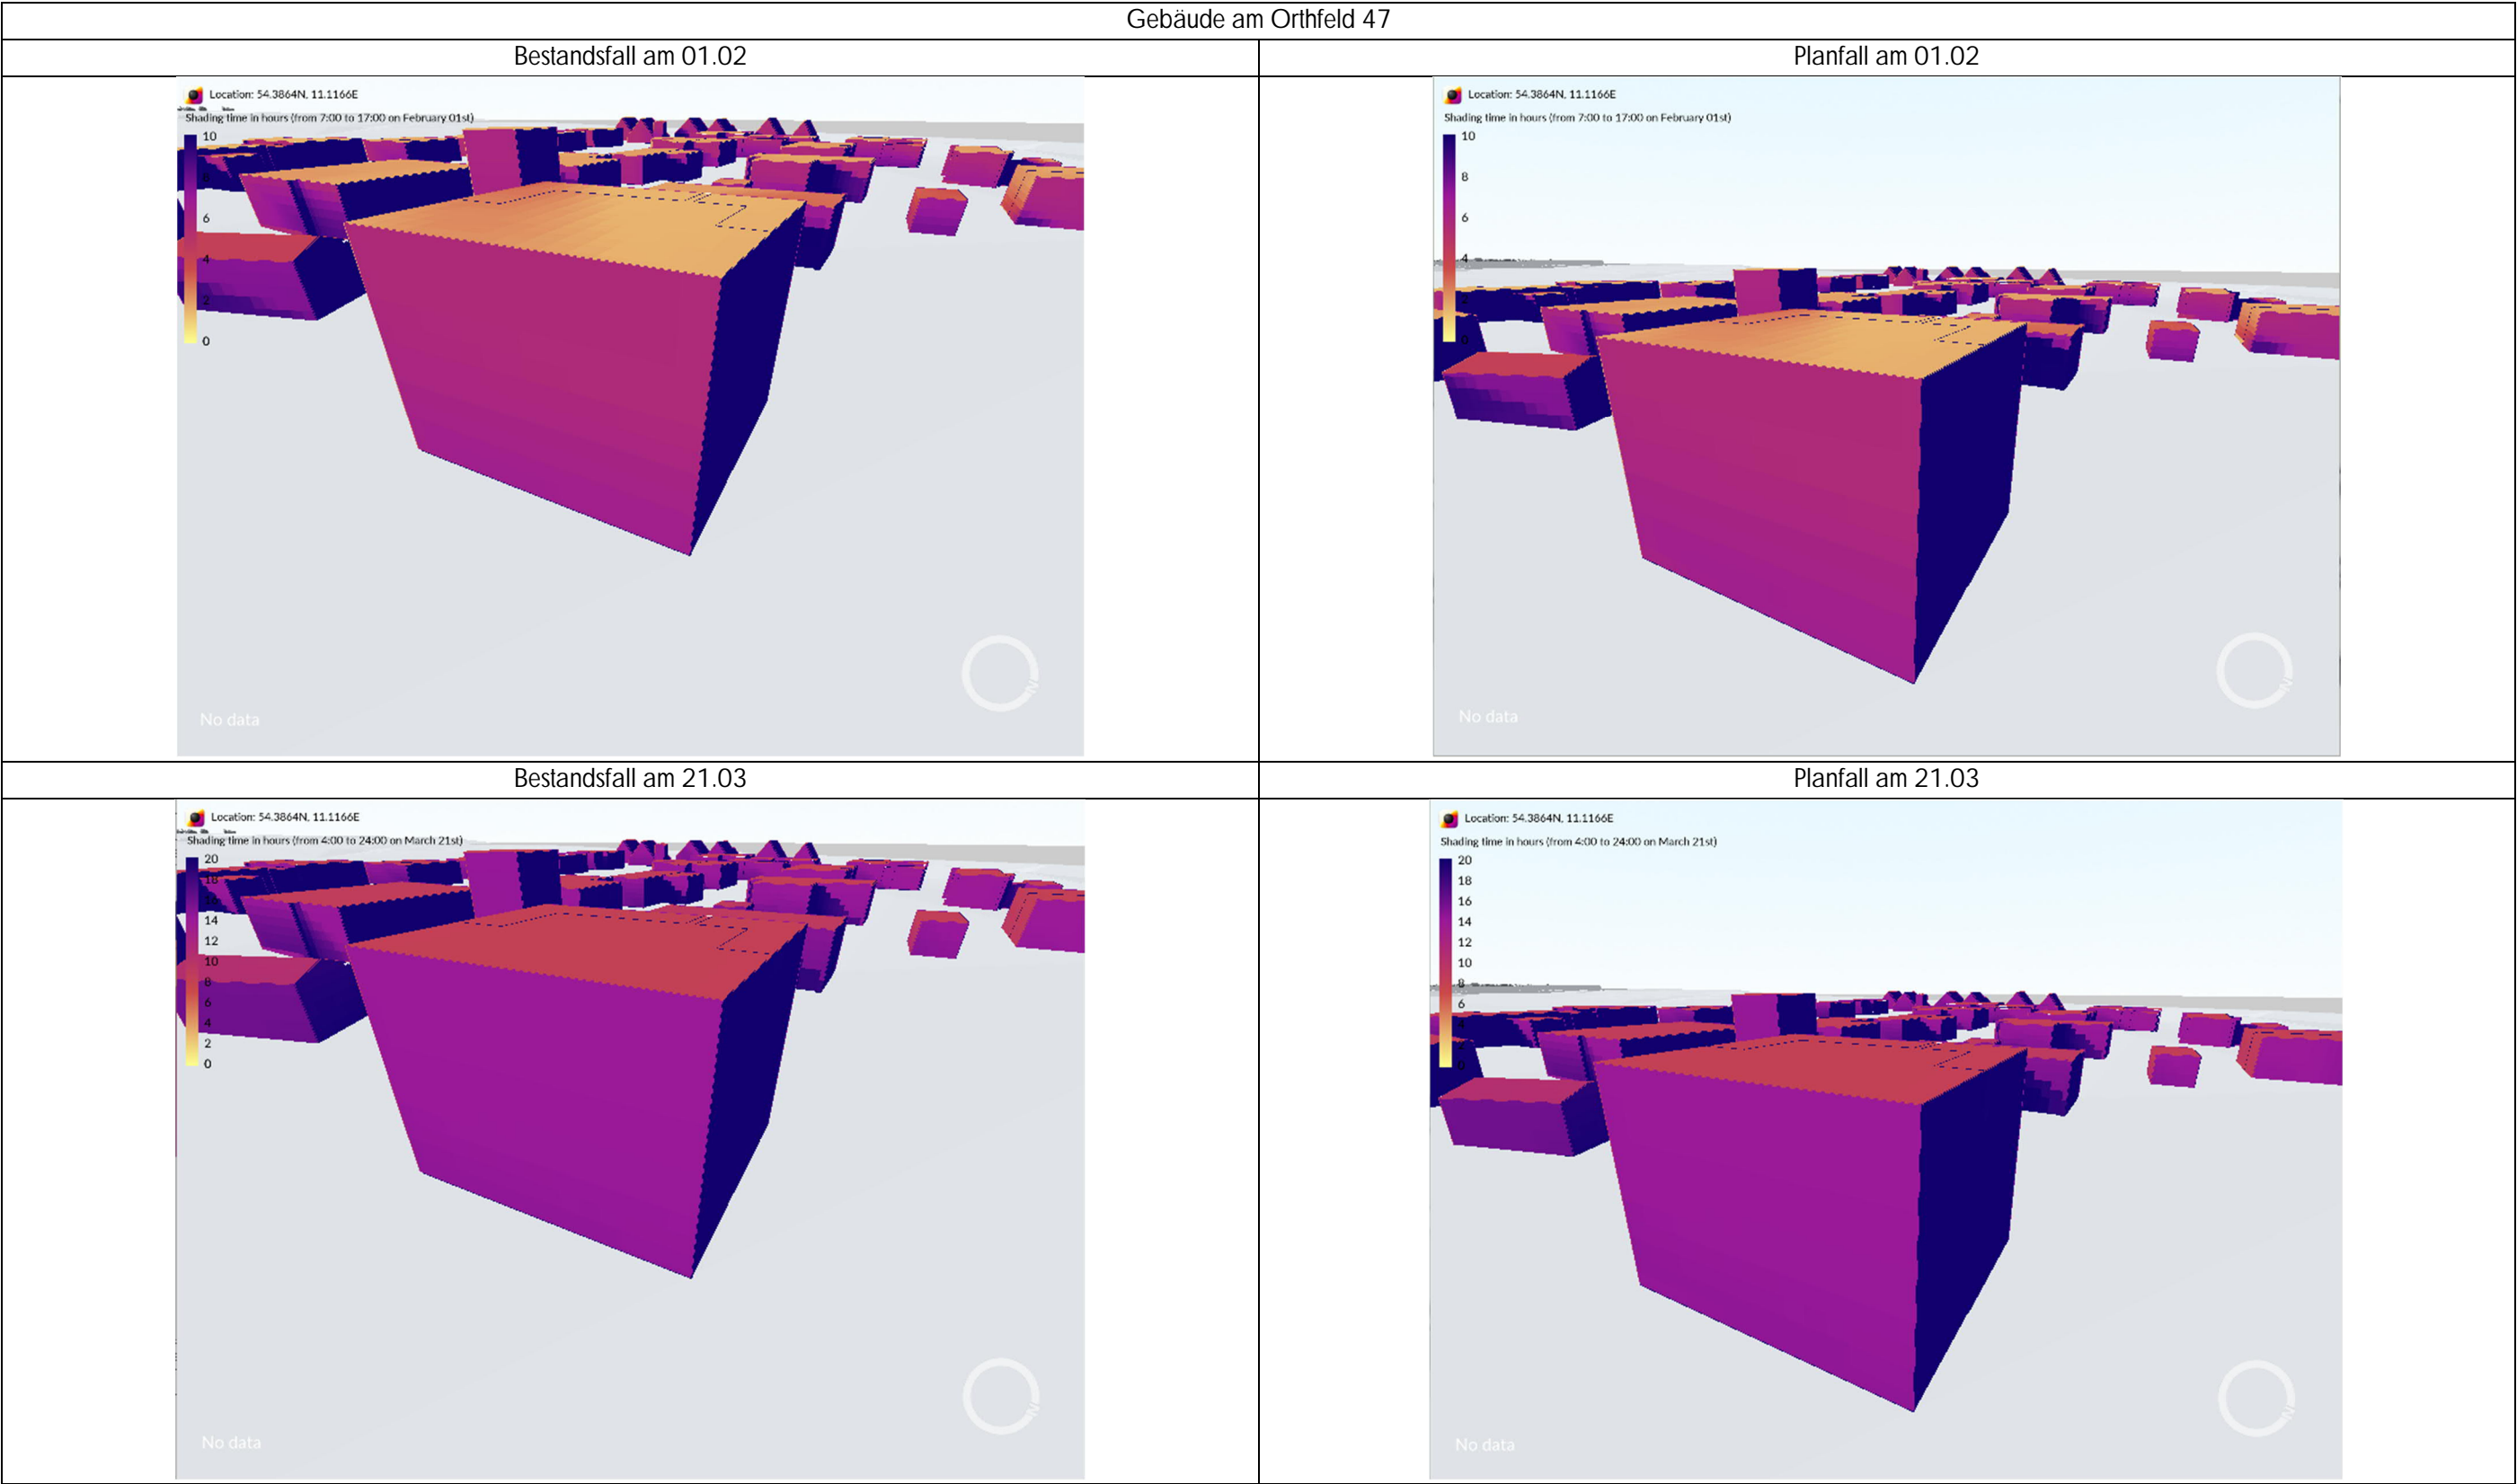 Gebäude am Orthfeld 47
Bestandsfall am 01.02
Planfall am 01.02
Location: 54.3864N, 11.1166E
Shading time in hours (from 7:00 to 17:00 on February 01st)
10
6
4
2
0
No data
Location: 54.3864N, 11.1166E
Shading time in hours (from 7:00 to 17:00 on February 01st)
10
8
6
4
2
0
No data
Bestandsfall am 21.03
Planfall am 21.03
Location: 54.3864N, 11.1166E
Shading time in hours (from 4:00 to 24:00 on March 21st)
20
18
14
12
10
8
6
4
2
0
No data
Location: 54.3864N, 11.1166E
Shading time in hours (from 4:00 to 24:00 on March 21st)
20
18
16
14
12
10
8
6
4
2
0
No data